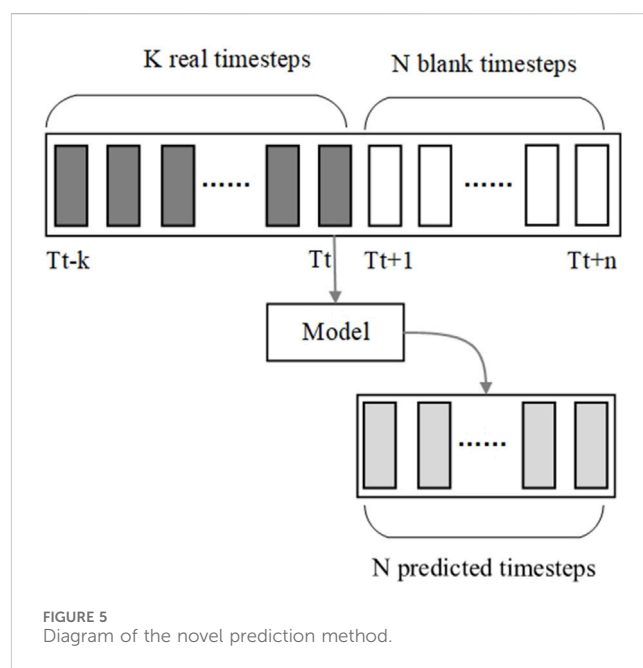 K real timesteps
N blank timesteps
......
......
Tt-k
Tt
Tt+1
Tt+n
Model
......
N predicted timesteps
FIGURE 5
Diagram of the novel prediction method.